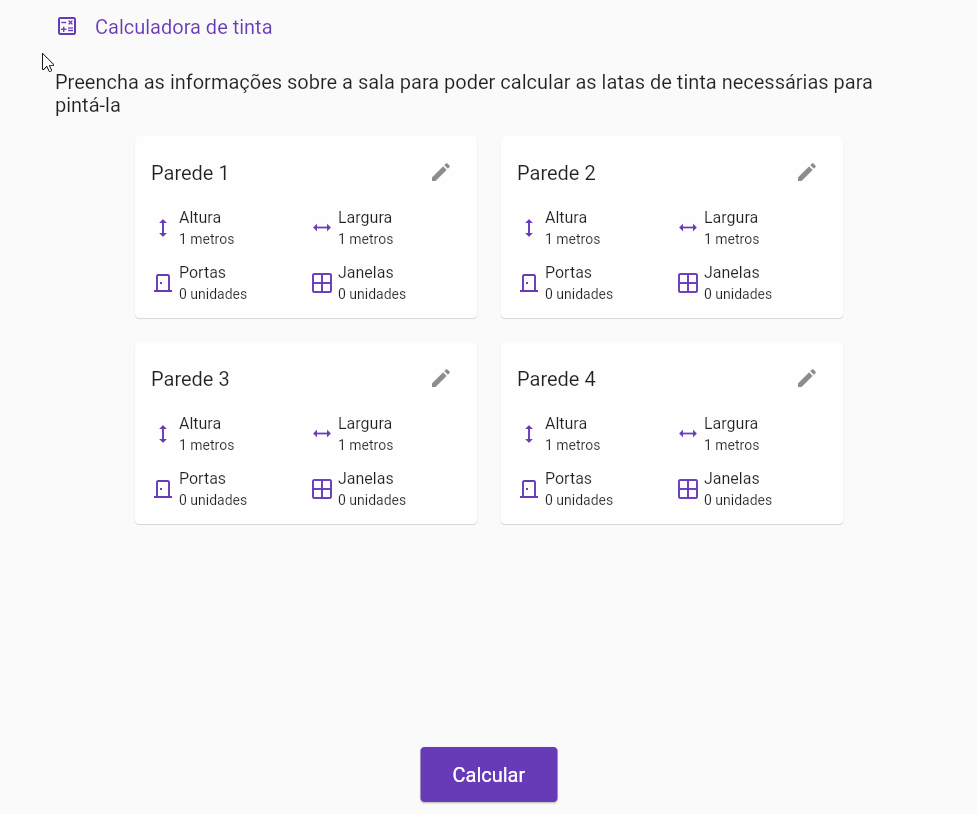 Calculadora de tinta
Preencha as informações sobre a sala para poder calcular as latas de tinta necessárias para
pintá-la
Parede 1
Altura
1 metros
Largura
1 metros
Portas
0 unidades
Janelas
0 unidades
Parede 2
Altura
1 metros
Largura
1 metros
Portas
0 unidades
Janelas
0 unidades
Parede 3
Altura
1 metros
Largura
1 metros
Portas
0 unidades
Janelas
0 unidades
Parede 4
Altura
1 metros
Largura
1 metros
Portas
0 unidades
Janelas
0 unidades
Calcular